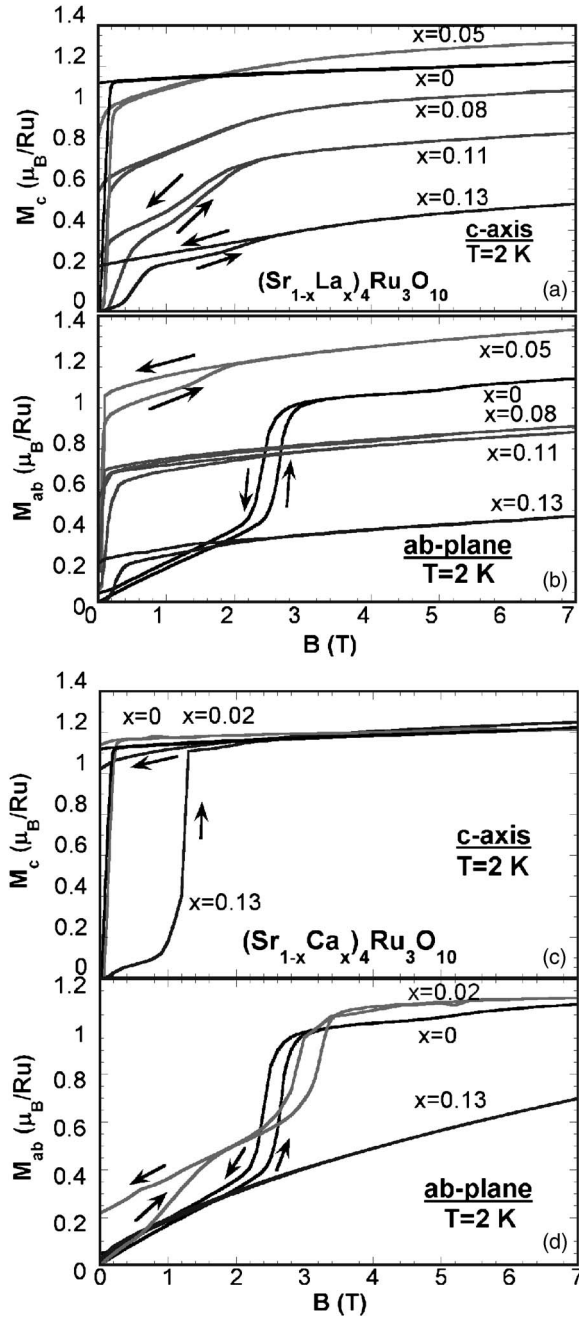 1.4
1.2
1
0.8
0.6
0.4
0.2
0
M_c (μ_B/Ru)
x=0.05
x=0
x=0.08
x=0.11
x=0.13
c-axis
T=2 K
(Sr_{1-x}La_x)_4Ru_3O_{10}
(a)
1.4
1.2
1
0.8
0.6
0.4
0.2
0
M_{ab} (μ_B/Ru)
x=0.05
x=0
x=0.08
x=0.11
x=0.13
ab-plane
T=2 K
(b)
0 1 2 3 4 5 6 7
B (T)
1.4
1.2
1
0.8
0.6
0.4
0.2
0
M_c (μ_B/Ru)
x=0 x=0.02
c-axis
T=2 K
x=0.13
(Sr_{1-x}Ca_x)_4Ru_3O_{10}
(c)
1.2
1
0.8
0.6
0.4
0.2
0
M_{ab} (μ_B/Ru)
x=0.02
x=0
x=0.13
ab-plane
T=2 K
(d)
0 1 2 3 4 5 6 7
B (T)